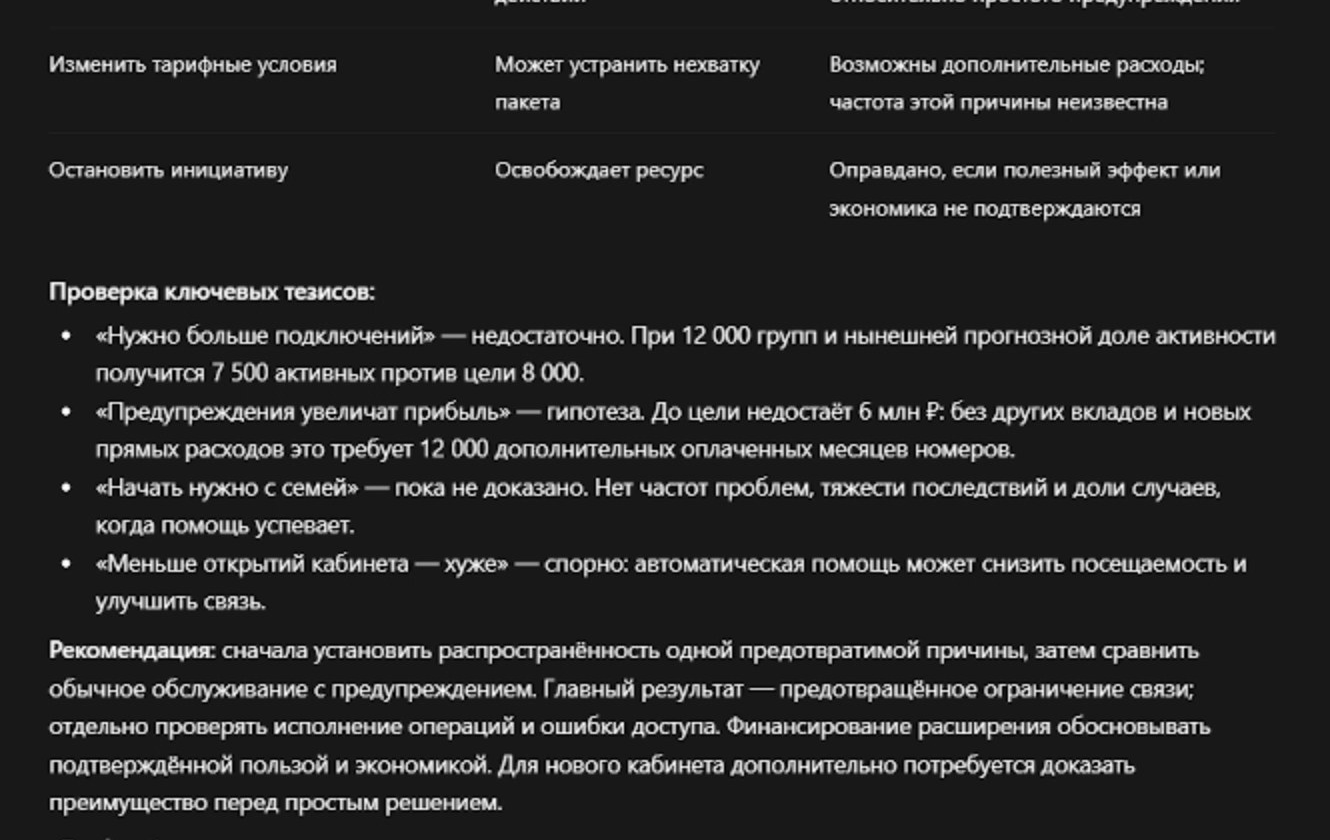 Изменить тарифные условия
Может устранить нехватку
пакета
Возможны дополнительные расходы;
частота этой причины неизвестна
Остановить инициативу
Освобождает ресурс
Оправдано, если полезный эффект или
экономика не подтверждаются
Проверка ключевых тезисов:
• «Нужно больше подключений» — недостаточно. При 12 000 групп и нынешней прогнозной доле активности
получится 7 500 активных против цели 8 000.
• «Предупреждения увеличат прибыль» — гипотеза. До цели недостаёт 6 млн ₽: без других вкладов и новых
прямых расходов это требует 12 000 дополнительных оплаченных месяцев номеров.
• «Начать нужно с семей» — пока не доказано. Нет частот проблем, тяжести последствий и доли случаев,
когда помощь успевает.
• «Меньше открытий кабинета — хуже» — спорно: автоматическая помощь может снизить посещаемость и
улучшить связь.
Рекомендация: сначала установить распространённость одной предотвратимой причины, затем сравнить
обычное обслуживание с предупреждением. Главный результат — предотвращённое ограничение связи;
отдельно проверять исполнение операций и ошибки доступа. Финансирование расширения обосновывать
подтверждённой пользой и экономикой. Для нового кабинета дополнительно потребуется доказать
преимущество перед простым решением.